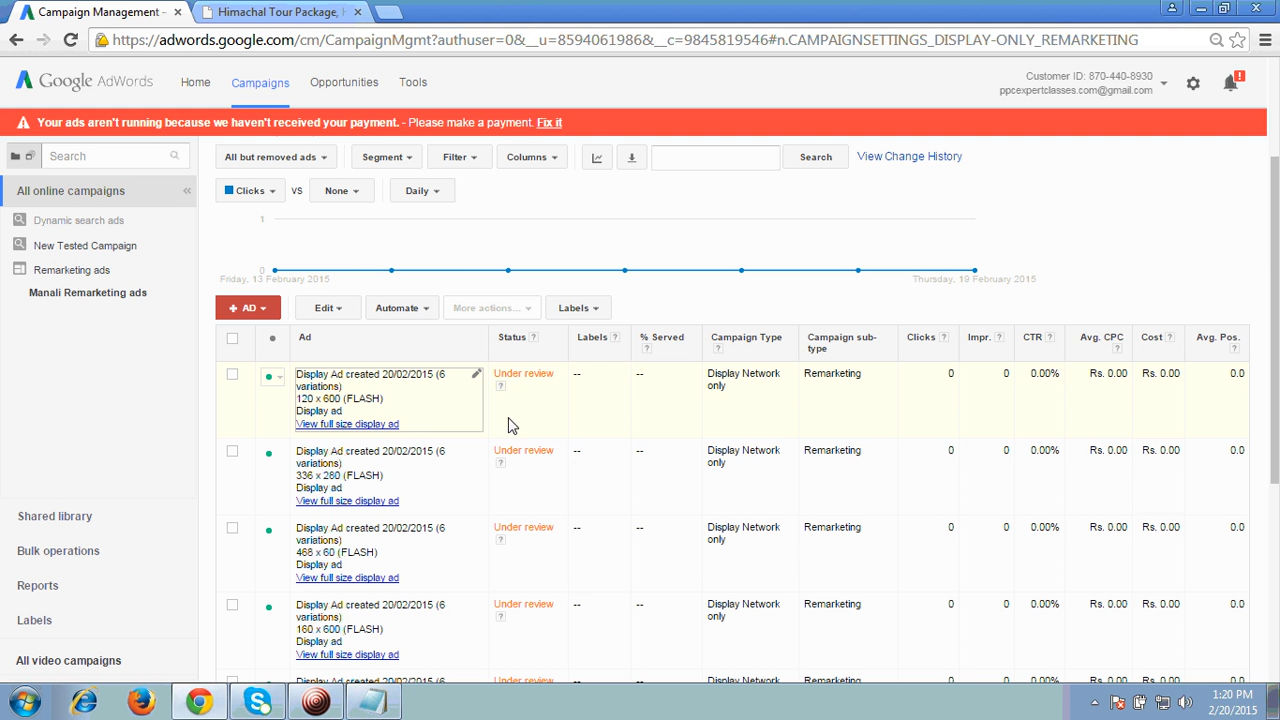 Campaign Management -
Himachal Tour Package, H
https://adwords.google.com/cm/CampaignMgmt?authuser=0&__u=8594061986&__c=9845819546#n.CAMPAIGNSETTINGS_DISPLAY-ONLY_REMARKETING
Google AdWords
Home
Campaigns
Opportunities
Tools
Customer ID: 870-440-8930
ppcexpertclasses.com@gmail.com
Your ads aren't running because we haven't received your payment. - Please make a payment. Fix it
Search
All but removed ads
Segment
Filter
Columns
Search
View Change History
All online campaigns
Clicks
VS
None
Daily
Dynamic search ads
New Tested Campaign
Remarketing ads
Manali Remarketing ads
1
0
Friday, 13 February 2015
Thursday, 19 February 2015
+ AD
Edit
Automate
More actions...
Labels
Ad
Status ?
Labels ?
% Served ?
Campaign Type ?
Campaign sub-type ?
Clicks ?
Impr. ?
CTR ?
Avg. CPC ?
Cost ?
Avg. Pos. ?
Display Ad created 20/02/2015 (6
variations)
120 x 600 (FLASH)
Display ad
View full size display ad
Under review
?
--
--
Display Network
only
Remarketing
0
0
0.00%
Rs. 0.00
Rs. 0.00
0.0
Display Ad created 20/02/2015 (6
variations)
336 x 280 (FLASH)
Display ad
View full size display ad
Under review
?
--
--
Display Network
only
Remarketing
0
0
0.00%
Rs. 0.00
Rs. 0.00
0.0
Display Ad created 20/02/2015 (6
variations)
468 x 60 (FLASH)
Display ad
View full size display ad
Under review
?
--
--
Display Network
only
Remarketing
0
0
0.00%
Rs. 0.00
Rs. 0.00
0.0
Display Ad created 20/02/2015 (6
variations)
160 x 600 (FLASH)
Display ad
View full size display ad
Under review
?
--
--
Display Network
only
Remarketing
0
0
0.00%
Rs. 0.00
Rs. 0.00
0.0
Shared library
Bulk operations
Reports
Labels
All video campaigns
1:20 PM
2/20/2015